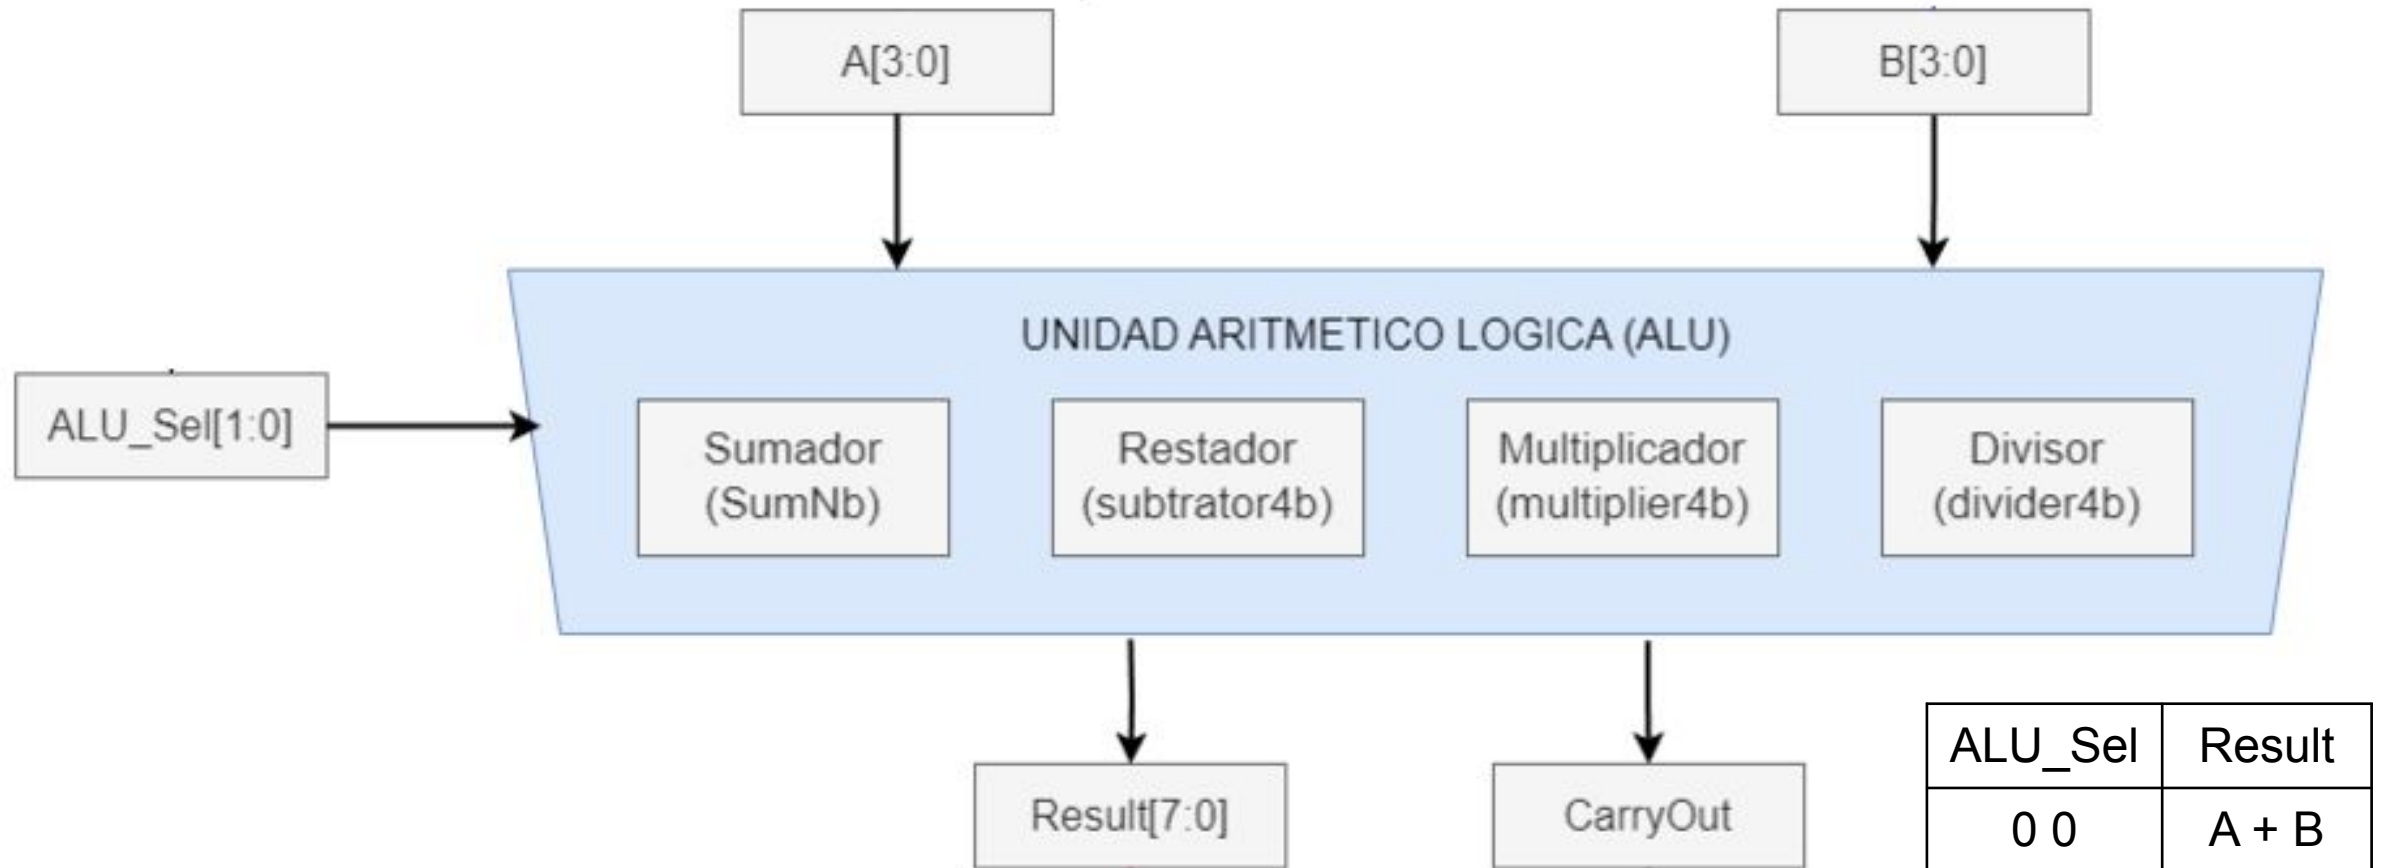 A[3:0]
B[3:0]
UNIDAD ARITMETICO LOGICA (ALU)
ALU_Sel[1:0]
Sumador
(SumNb)
Restador
(subtrator4b)
Multiplicador
(multiplier4b)
Divisor
(divider4b)
Result[7:0]
CarryOut
ALU_Sel Result
0 0 A + B